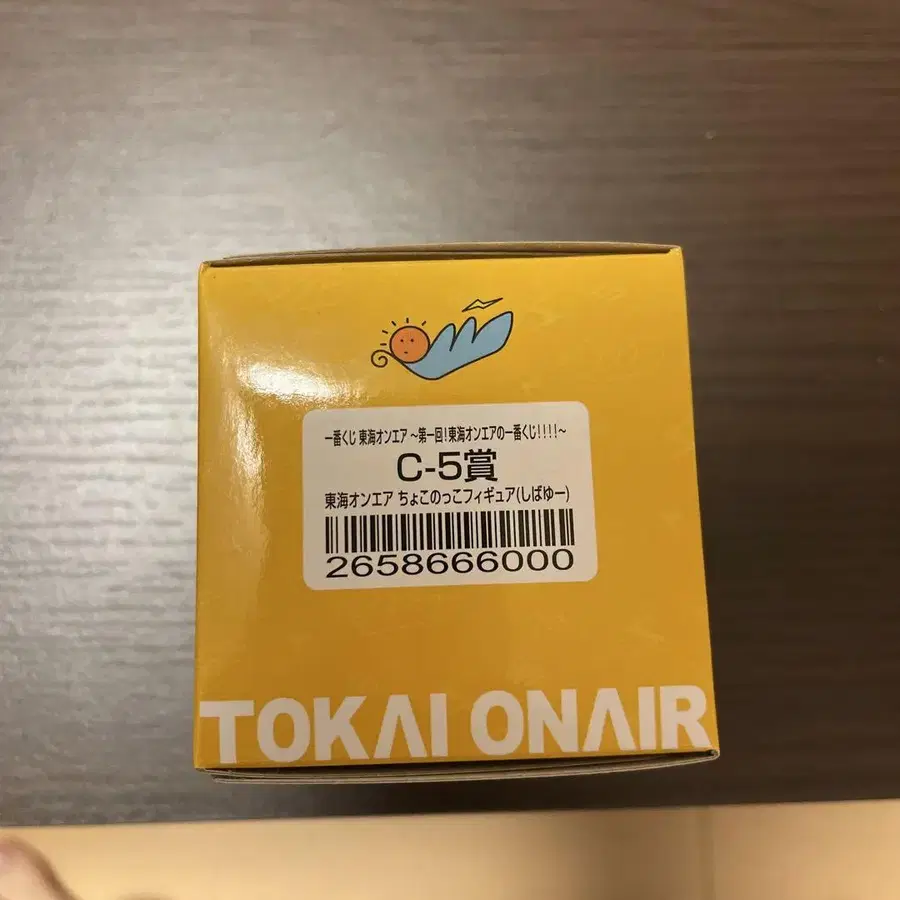 一番くじ 東海オンエア ～第一回!東海オンエアの一番くじ!!!!～
C-5賞
東海オンエア ちょこのっこフィギュア(しばゆー)
2658666000
TOKAI ONAIR